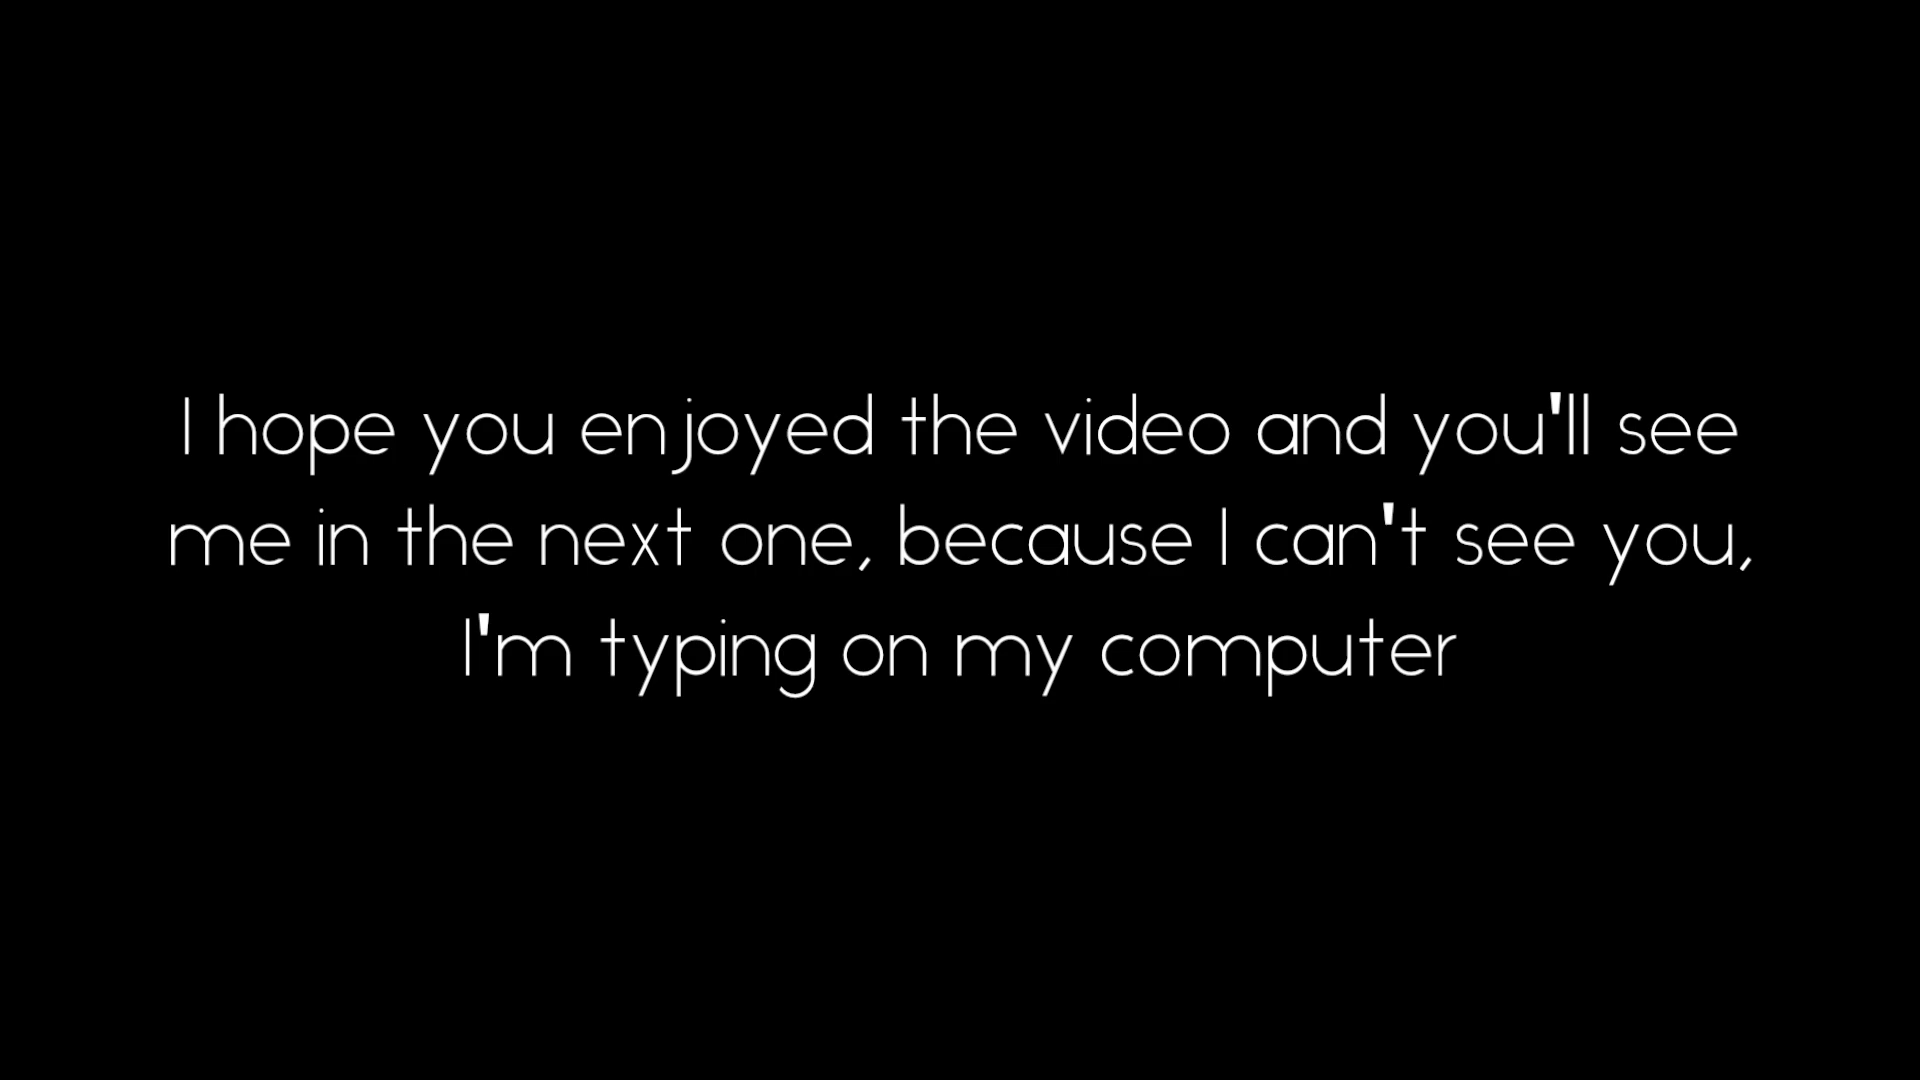 I hope you enjoyed the video and you'll see
me in the next one, because I can't see you,
I'm typing on my computer